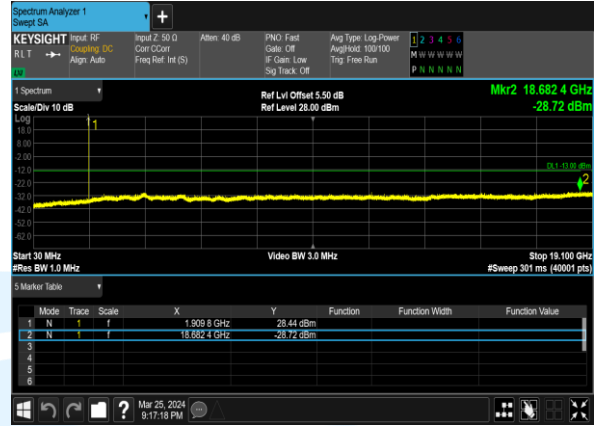 Spectrum Analyzer 1
Swept SA
KEYSIGHT
R L T
Input: RF
Coupling: DC
Align: Auto
Input Z: 50 Ω
Corr CCorr
Freq Ref: Int (S)
Atten: 40 dB
PNO: Fast
Gate: Off
IF Gain: Low
Sig Track: Off
Avg Type: Log-Power
Avg|Hold: 100/100
Trig: Free Run
1 2 3 4 5 6
M W W W W W
P N N N N N
1 Spectrum
Scale/Div 10 dB
Ref Lvl Offset 5.50 dB
Ref Level 28.00 dBm
Mkr2 18.682 4 GHz
-28.72 dBm
Log
1
18.0
8.00
-2.00
-12.0
DL1 -13.00 dBm
-22.0
2
-32.0
-42.0
-52.0
-62.0
Start 30 MHz
Video BW 3.0 MHz
Stop 19.100 GHz
#Res BW 1.0 MHz
#Sweep 301 ms (40001 pts)
5 Marker Table
Mode Trace Scale X Y Function Function Width Function Value
1 N 1 f 1.909 8 GHz 28.44 dBm
2 N 1 f 18.682 4 GHz -28.72 dBm
3
4
5
6
?
Mar 25, 2024
9:17:18 PM